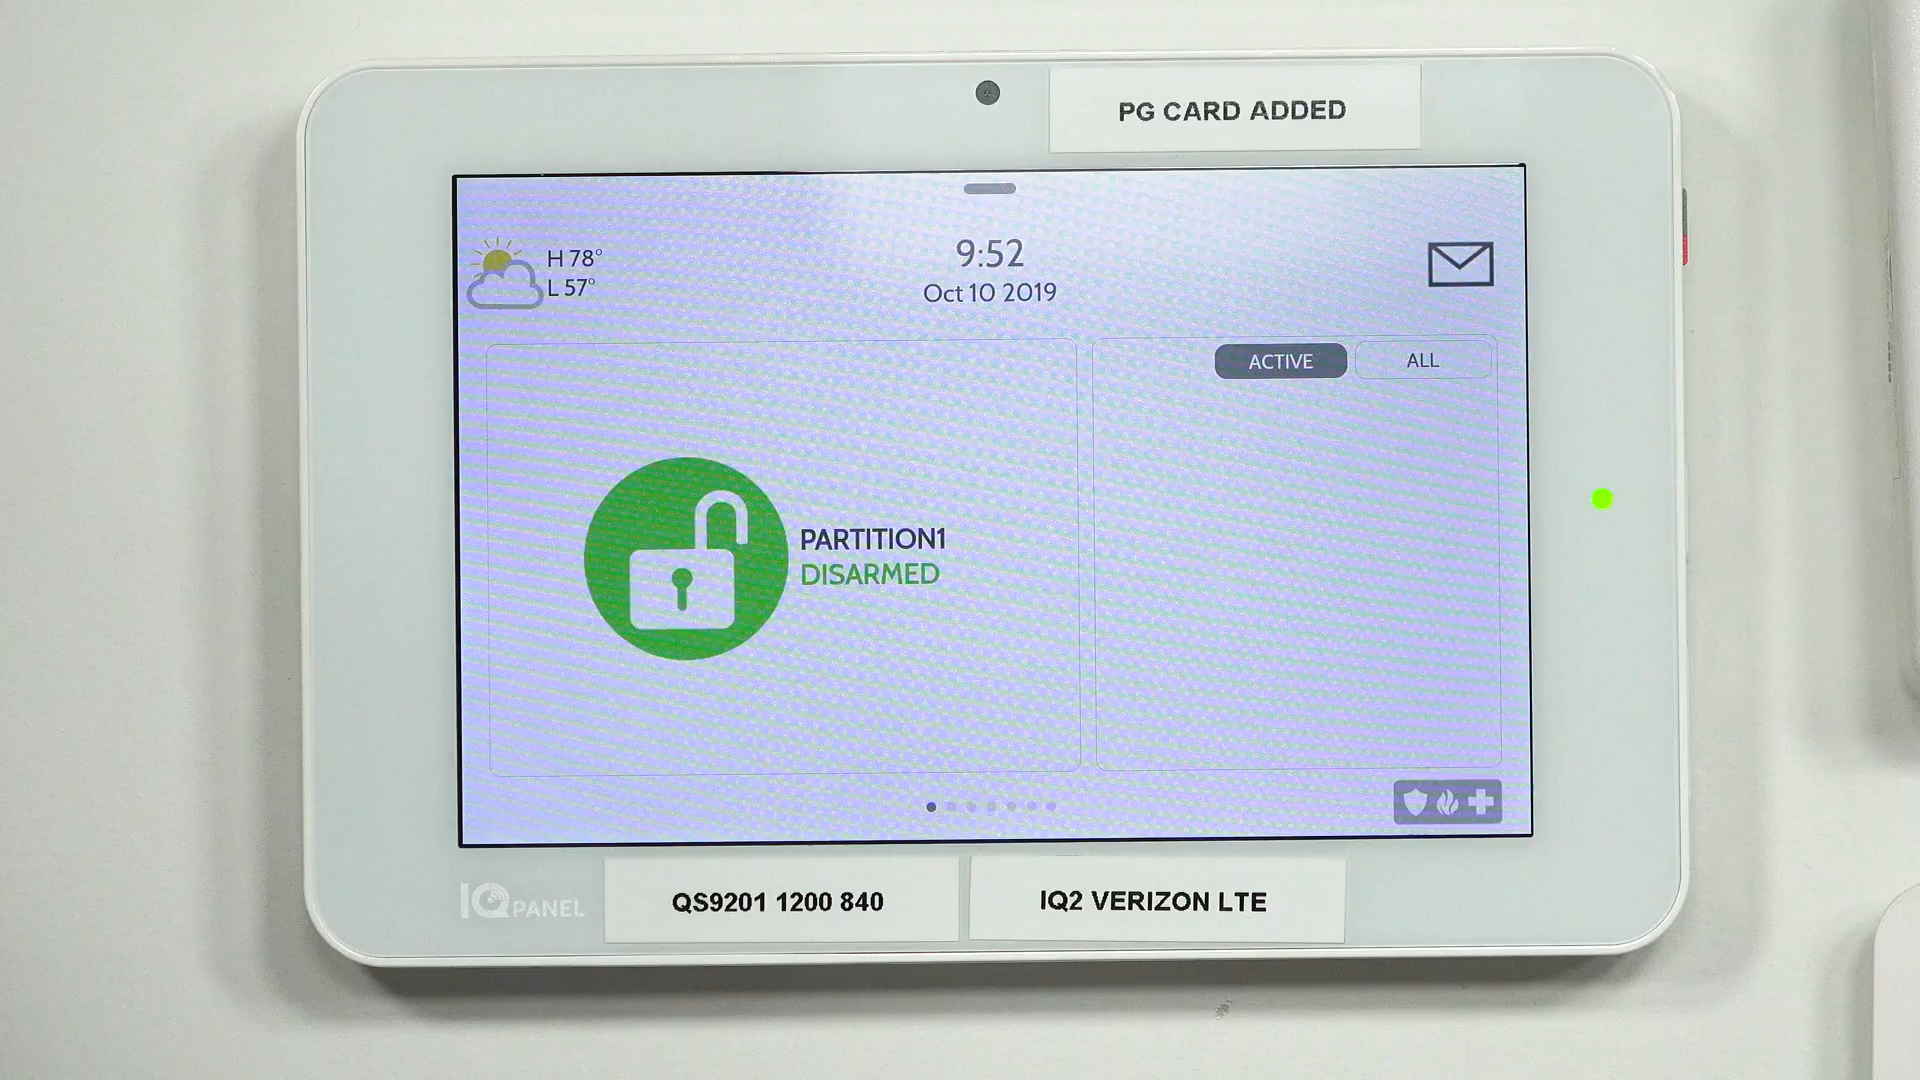 PG CARD ADDED
H 78°
L 57°
9:52
Oct 10 2019
ACTIVE
ALL
PARTITION1
DISARMED
IQ PANEL
QS9201 1200 840
IQ2 VERIZON LTE